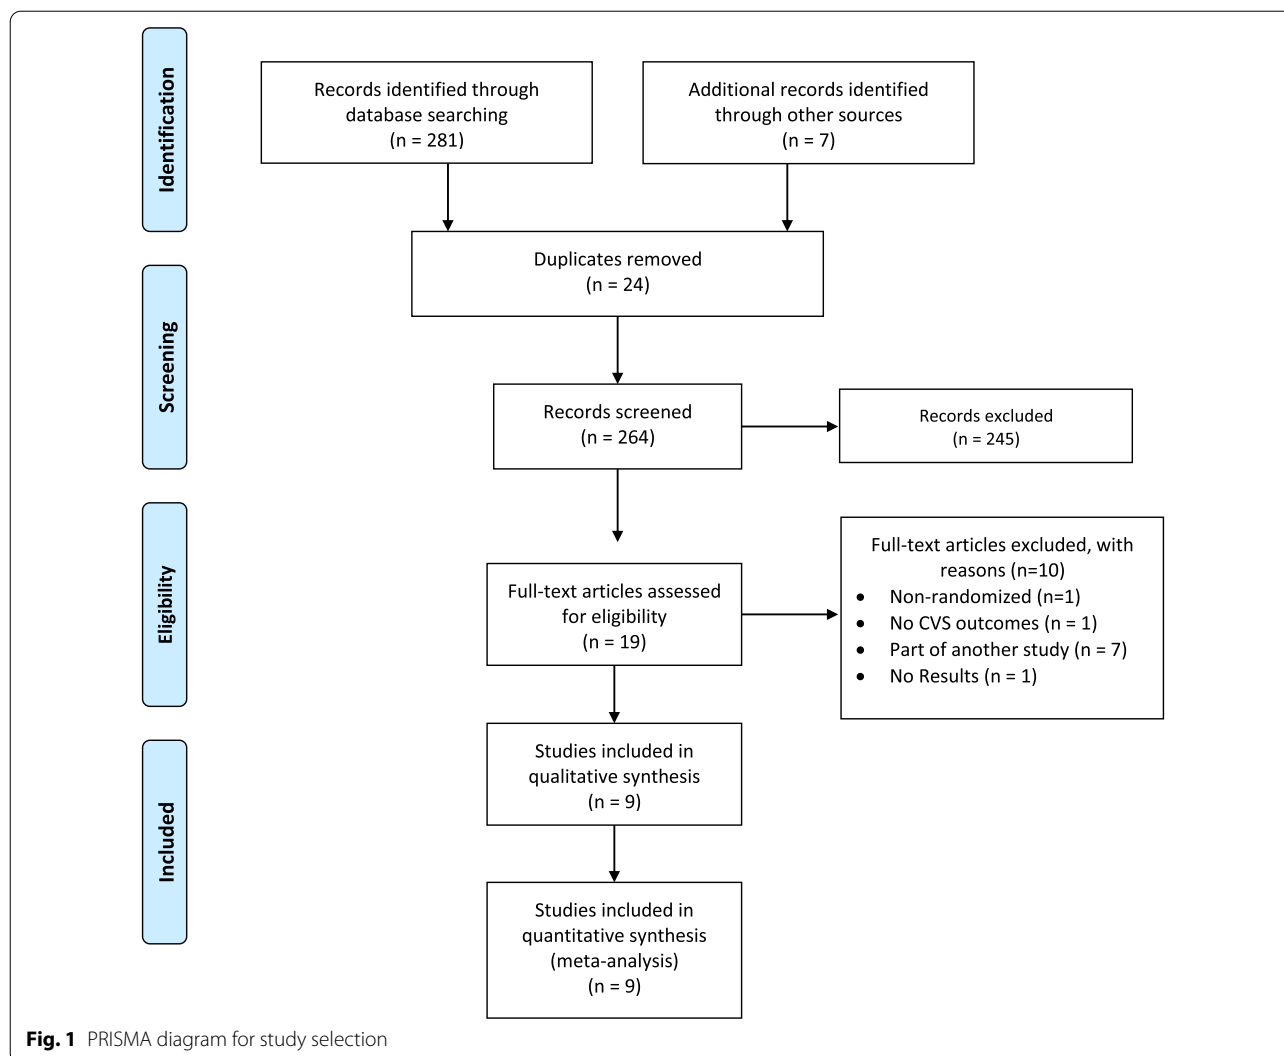 Identification
Records identified through
database searching
(n = 281)
Additional records identified
through other sources
(n = 7)
Duplicates removed
(n = 24)
Screening
Records screened
(n = 264)
Records excluded
(n = 245)
Eligibility
Full-text articles assessed
for eligibility
(n = 19)
Full-text articles excluded, with
reasons (n=10)
• Non-randomized (n=1)
• No CVS outcomes (n = 1)
• Part of another study (n = 7)
• No Results (n = 1)
Included
Studies included in
qualitative synthesis
(n = 9)
Studies included in
quantitative synthesis
(meta-analysis)
(n = 9)
Fig. 1 PRISMA diagram for study selection